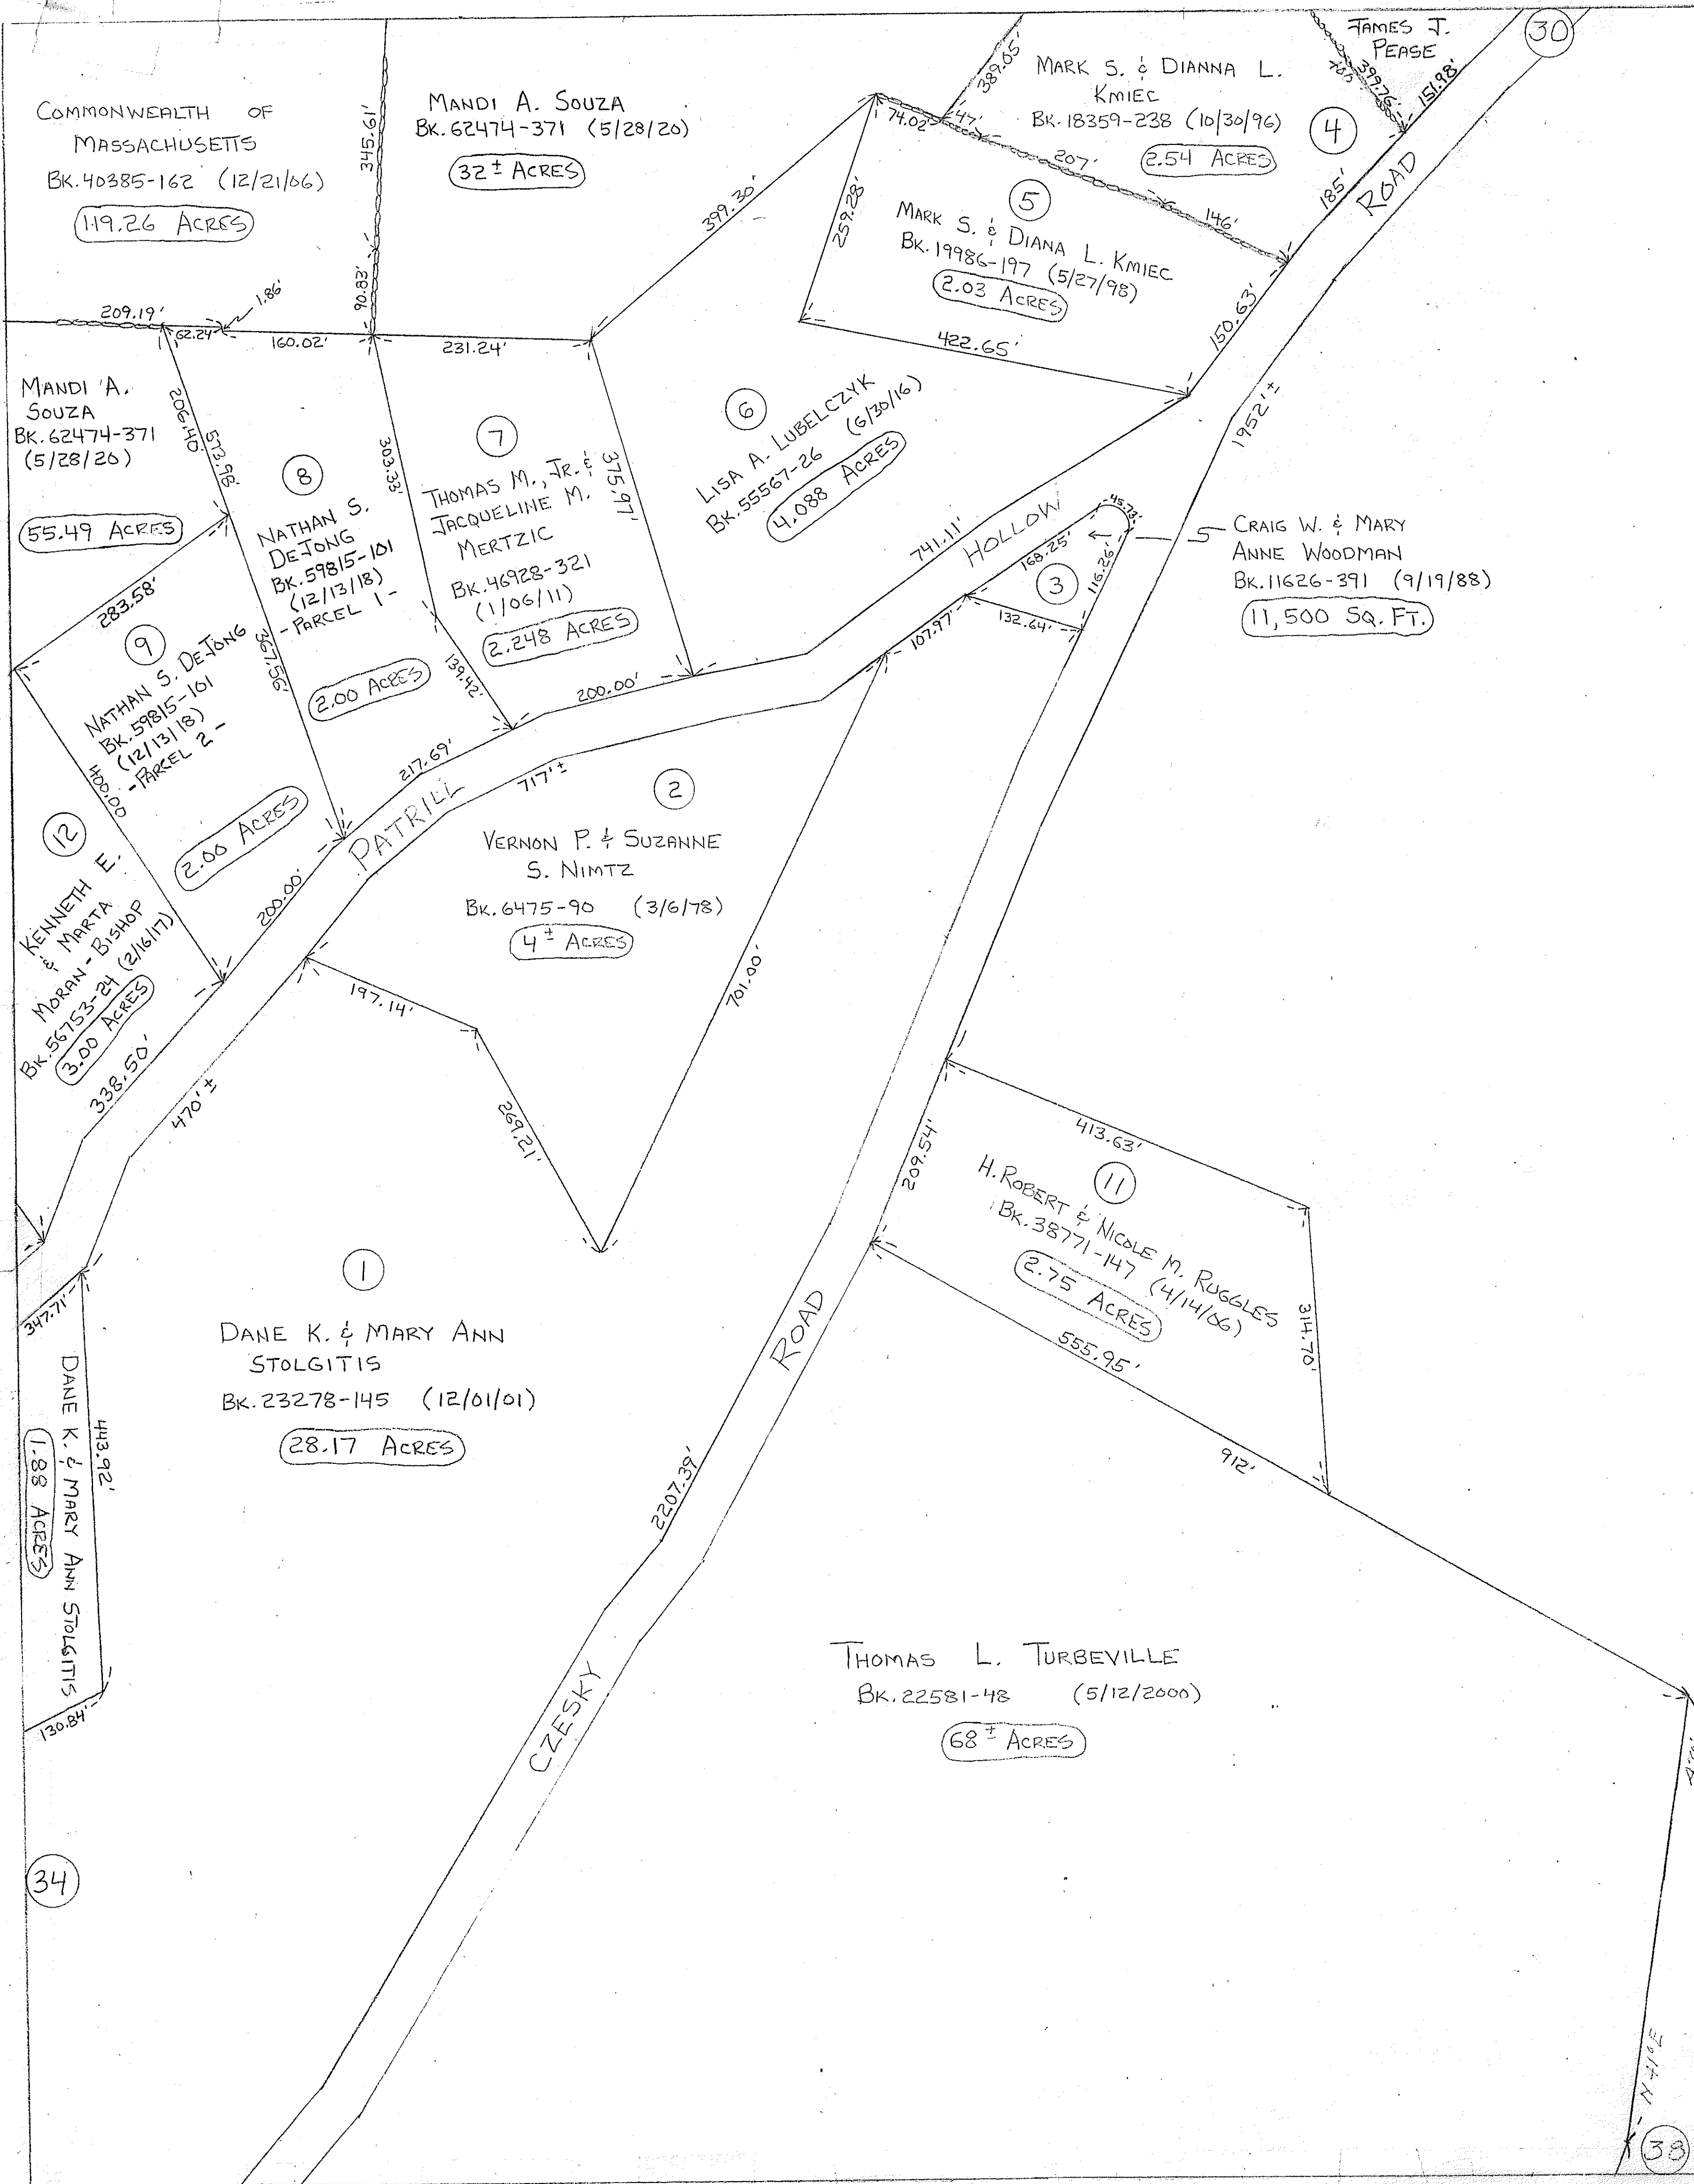 COMMONWEALTH OF
MASSACHUSETTS
BK. 40385-162 (12/21/06)
119.26 ACRES
345.61'
90.83'
MANDI A. SOUZA
BK. 62474-371 (5/28/20)
32± ACRES
389.05'
MARK S. & DIANNA L.
KMIEC
BK. 18359-238 (10/30/96)
2.54 ACRES
4
JAMES J.
PEASE
399.76'
151.98'
30
185'
ROAD
74.02'
47'
207'
146'
399.30'
259.28'
5
MARK S. & DIANA L. KMIEC
BK. 19986-197 (5/27/98)
2.03 ACRES
422.65'
150.63'
1952'±
209.19'
62.24'
1.86'
160.02'
231.24'
MANDI A.
SOUZA
BK. 62474-371
(5/28/20)
55.49 ACRES
206.40'
573.98'
367.56'
8
NATHAN S.
DEJONG
BK. 59815-101
(12/13/18)
- PARCEL 1 -
2.00 ACRES
303.33'
139.42'
7
THOMAS M., JR. &
JACQUELINE M.
MERTZIC
BK. 46928-321
(1/06/11)
2.248 ACRES
375.97'
6
LISA A. LUBELCZYK
BK. 55567-26 (6/30/16)
4.088 ACRES
741.11'
HOLLOW
168.25'
45.73'
116.26'
3
132.64'
107.97'
CRAIG W. & MARY
ANNE WOODMAN
BK. 11626-391 (9/19/88)
11,500 SQ. FT.
283.58'
9
NATHAN S. DEJONG
BK. 59815-101
(12/13/18)
- PARCEL 2 -
2.00 ACRES
400.00
200.00'
217.69'
200.00'
PATRILL
717'±
2
VERNON P. & SUZANNE
S. NIMTZ
BK. 6475-90 (3/6/78)
4± ACRES
197.14'
269.21'
701.00'
12
KENNETH E.
& MARTA
MORAN-BISHOP
BK. 56753-24 (2/16/17)
3.00 ACRES
338.50'
470'±
209.54'
413.63'
11
H. ROBERT & NICOLE M. RUGGLES
BK. 38771-147 (4/14/06)
2.75 ACRES
314.70'
555.95'
912'
1
DANE K. & MARY ANN
STOLGITIS
BK. 23278-145 (12/01/01)
28.17 ACRES
347.71'
DANE K. & MARY ANN STOLGITIS
1.88 ACRES
443.92'
130.84'
ROAD
2207.39'
CZESKY
THOMAS L. TURBEVILLE
BK. 22581-48 (5/12/2000)
68± ACRES
34
N 41° E
38